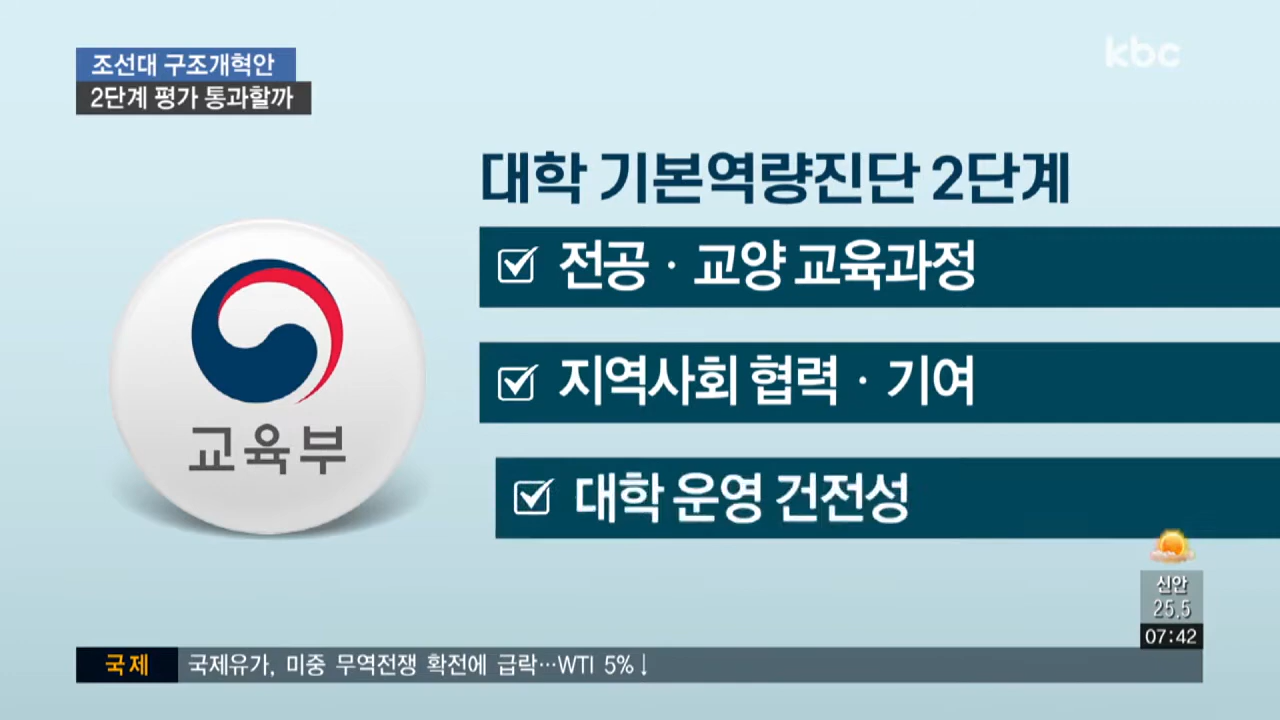 조선대 구조개혁안
2단계 평가 통과할까
kbc
대학 기본역량진단 2단계
전공 · 교양 교육과정
지역사회 협력 · 기여
대학 운영 건전성
교육부
신안
25.5
07:42
국제
국제유가, 미중 무역전쟁 확전에 급락…WTI 5%↓